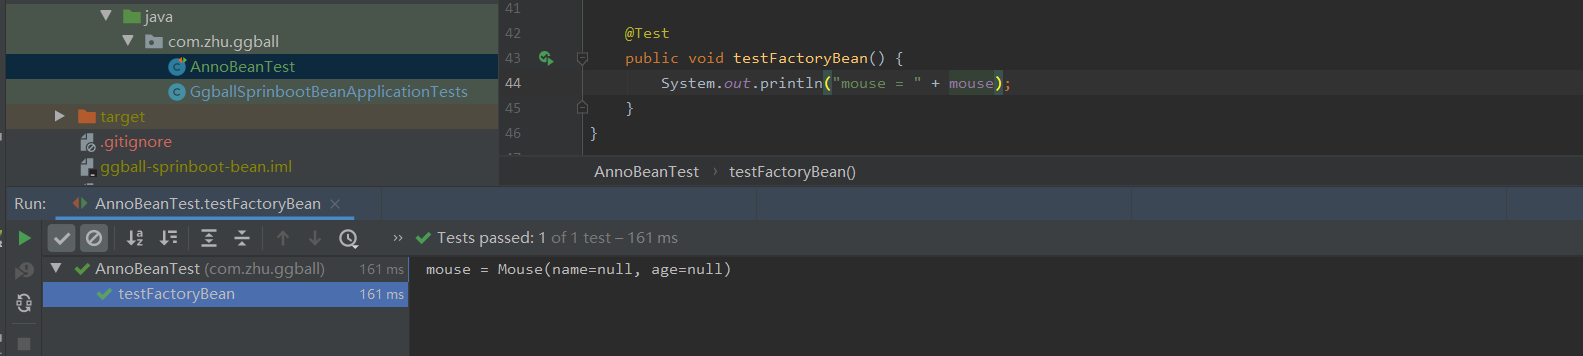 java
com.zhu.ggball
AnnoBeanTest
GgballSprinbootBeanApplicationTests
target
.gitignore
ggball-sprinboot-bean.iml
41
42 @Test
43 public void testFactoryBean() {
44 System.out.println("mouse = " + mouse);
45 }
46 }
AnnoBeanTest › testFactoryBean()
Run: AnnoBeanTest.testFactoryBean ×
» Tests passed: 1 of 1 test – 161 ms
AnnoBeanTest (com.zhu.ggball) 161 ms
testFactoryBean 161 ms
mouse = Mouse(name=null, age=null)